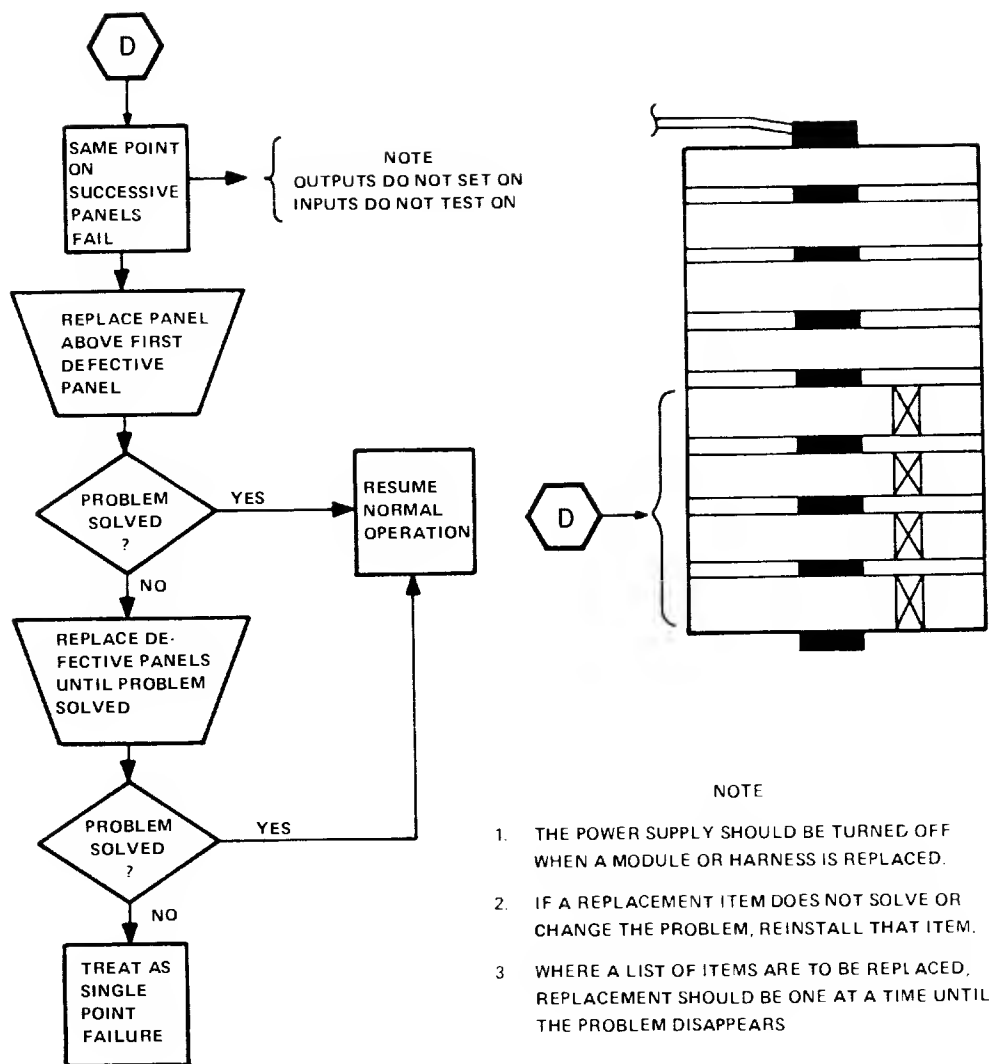 D
SAME POINT
ON
SUCCESSIVE
PANELS
FAIL
NOTE
OUTPUTS DO NOT SET ON
INPUTS DO NOT TEST ON
REPLACE PANEL
ABOVE FIRST
DEFECTIVE
PANEL
PROBLEM
SOLVED
?
YES
RESUME
NORMAL
OPERATION
NO
REPLACE DE-
FECTIVE PANELS
UNTIL PROBLEM
SOLVED
PROBLEM
SOLVED
?
YES
NO
TREAT AS
SINGLE
POINT
FAILURE
D
NOTE
1. THE POWER SUPPLY SHOULD BE TURNED OFF
WHEN A MODULE OR HARNESS IS REPLACED.
2. IF A REPLACEMENT ITEM DOES NOT SOLVE OR
CHANGE THE PROBLEM, REINSTALL THAT ITEM.
3 WHERE A LIST OF ITEMS ARE TO BE REPLACED,
REPLACEMENT SHOULD BE ONE AT A TIME UNTIL
THE PROBLEM DISAPPEARS